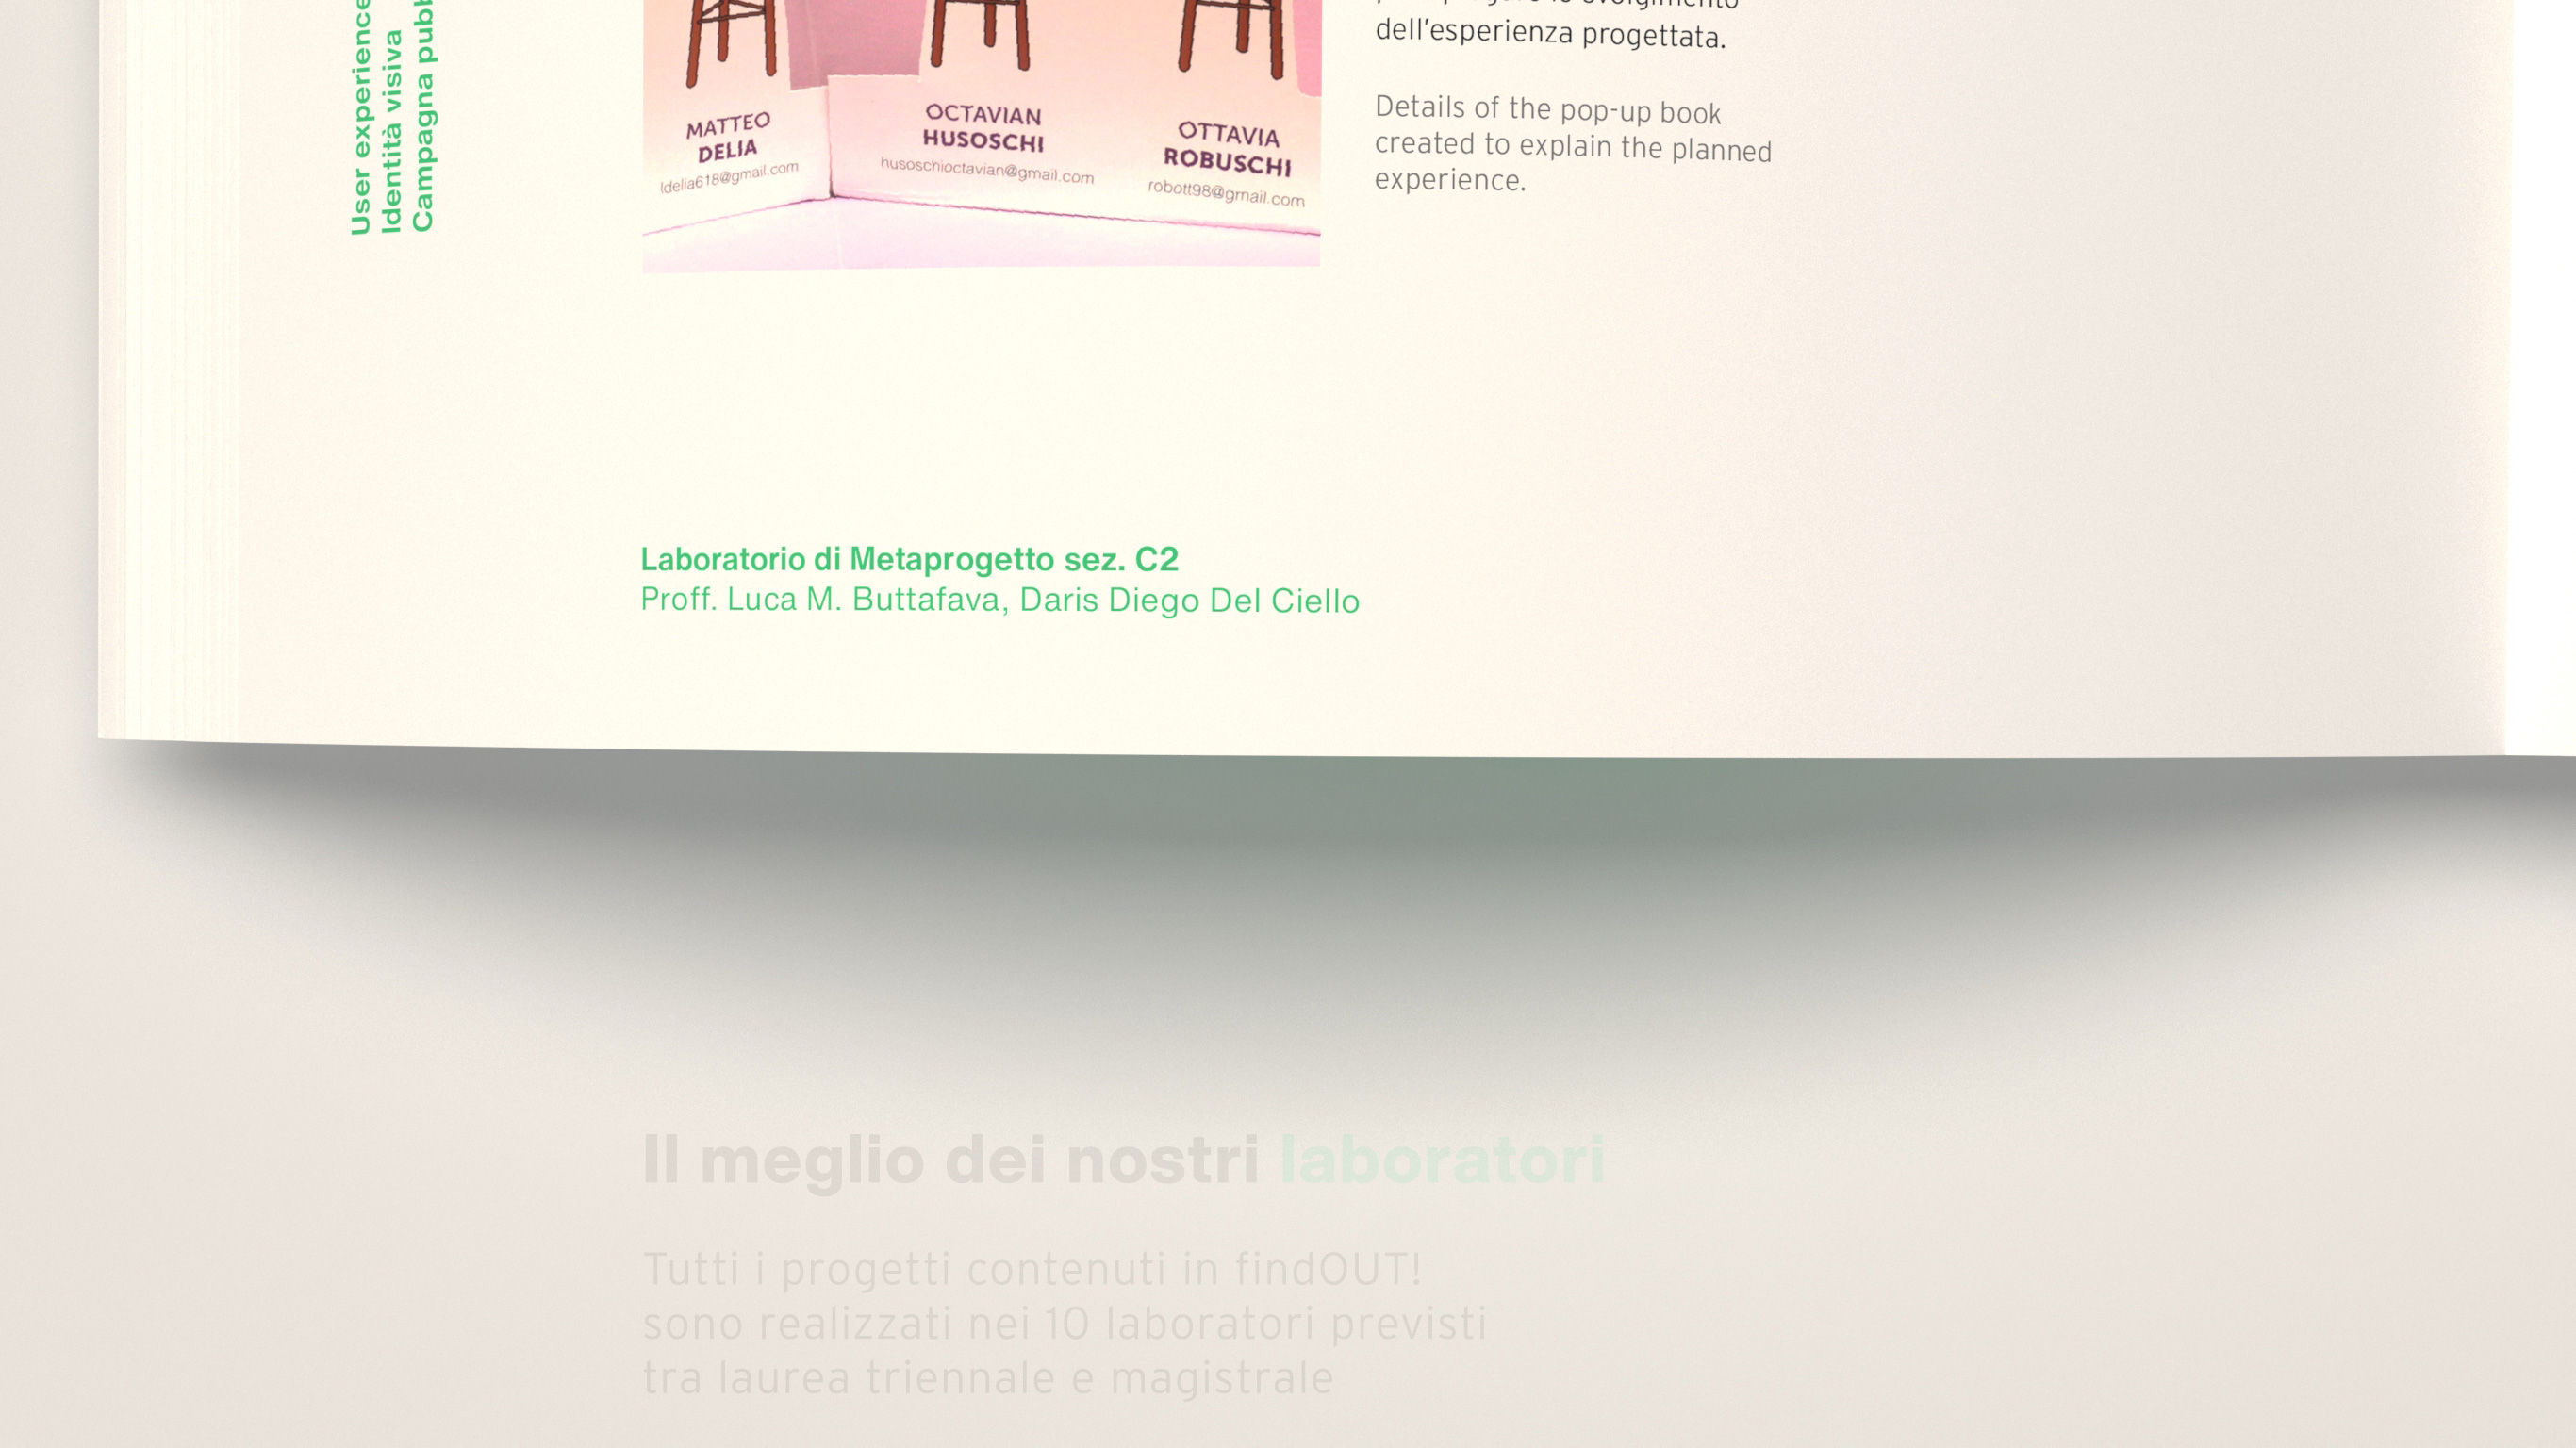 User experience
Identità visiva
Campagna
MATTEO
DELIA
ldelia618@gmail.com
OCTAVIAN
HUSOSCHI
husoschioctavian@gmail.com
OTTAVIA
ROBUSCHI
robott98@gmail.com
svolgimento
dell'esperienza progettata.
Details of the pop-up book
created to explain the planned
experience.
Laboratorio di Metaprogetto sez. C2
Proff. Luca M. Buttafava, Daris Diego Del Ciello
Il meglio dei nostri laboratori
Tutti i progetti contenuti in findOUT!
sono realizzati nei 10 laboratori previsti
tra laurea triennale e magistrale